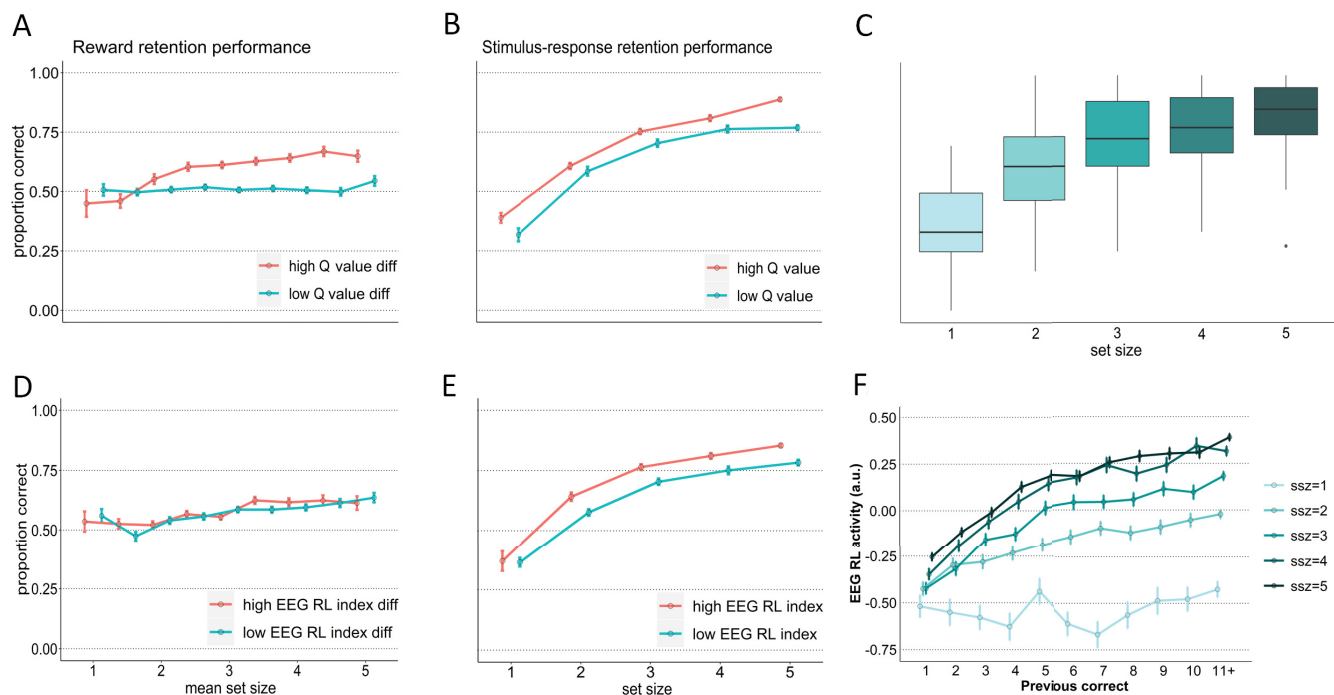 A
Reward retention performance
1.00
0.75
0.50
0.25
0.00
proportion correct
high Q value diff
low Q value diff
B
Stimulus-response retention performance
high Q value
low Q value
C
1 2 3 4 5
set size
D
1.00
0.75
0.50
0.25
0.00
proportion correct
high EEG RL index diff
low EEG RL index diff
1 2 3 4 5
mean set size
E
high EEG RL index
low EEG RL index
1 2 3 4 5
set size
F
0.50
0.25
0.00
-0.25
-0.50
-0.75
EEG RL activity (a.u.)
1 2 3 4 5 6 7 8 9 10 11+
Previous correct
ssz=1
ssz=2
ssz=3
ssz=4
ssz=5